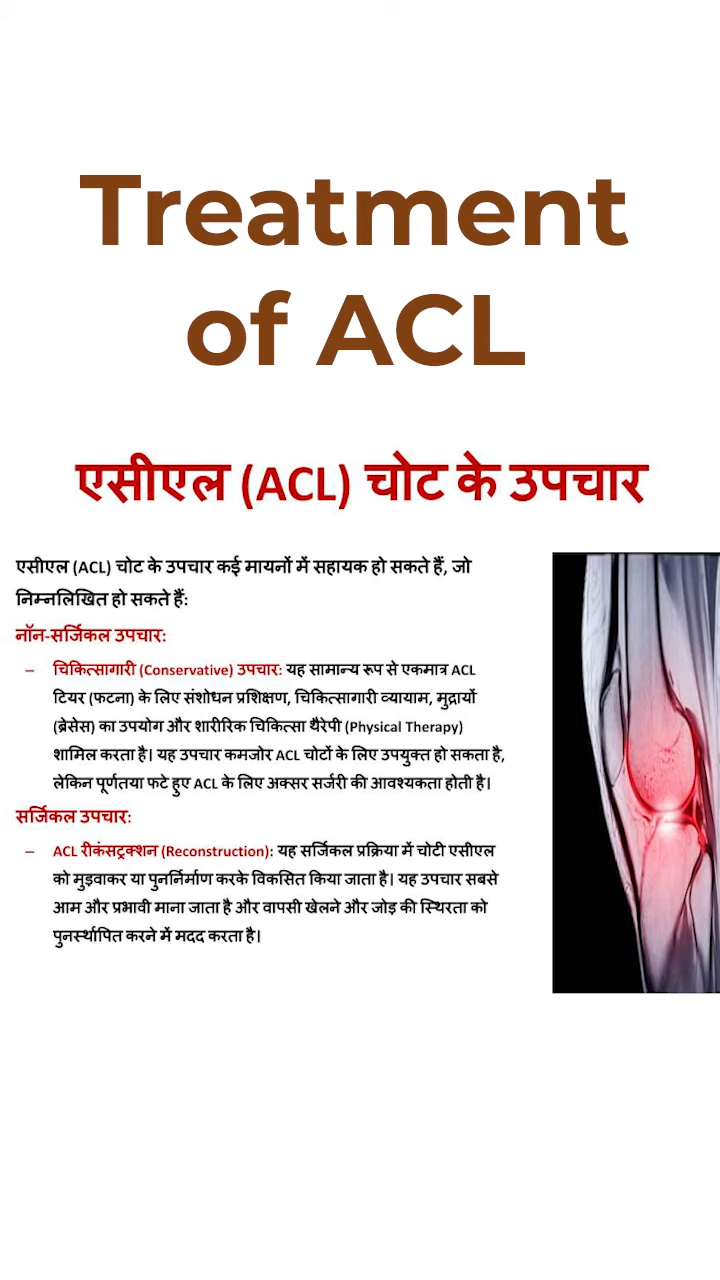 Treatment
of ACL
एसीएल (ACL) चोट के उपचार
एसीएल (ACL) चोट के उपचार कई मायनों में सहायक हो सकते हैं, जो
निम्नलिखित हो सकते हैं:
नॉन-सर्जिकल उपचार:
– चिकित्सागारी (Conservative) उपचार: यह सामान्य रूप से एकमात्र ACL
टियर (फटना) के लिए संशोधन प्रशिक्षण, चिकित्सागारी व्यायाम, मुद्रायों
(ब्रेसेस) का उपयोग और शारीरिक चिकित्सा थैरेपी (Physical Therapy)
शामिल करता है। यह उपचार कमजोर ACL चोटों के लिए उपयुक्त हो सकता है,
लेकिन पूर्णतया फटे हुए ACL के लिए अक्सर सर्जरी की आवश्यकता होती है।
सर्जिकल उपचार:
– ACL रीकंसट्रक्शन (Reconstruction): यह सर्जिकल प्रक्रिया में चोटी एसीएल
को मुड़वाकर या पुनर्निर्माण करके विकसित किया जाता है। यह उपचार सबसे
आम और प्रभावी माना जाता है और वापसी खेलने और जोड़ की स्थिरता को
पुनर्स्थापित करने में मदद करता है।